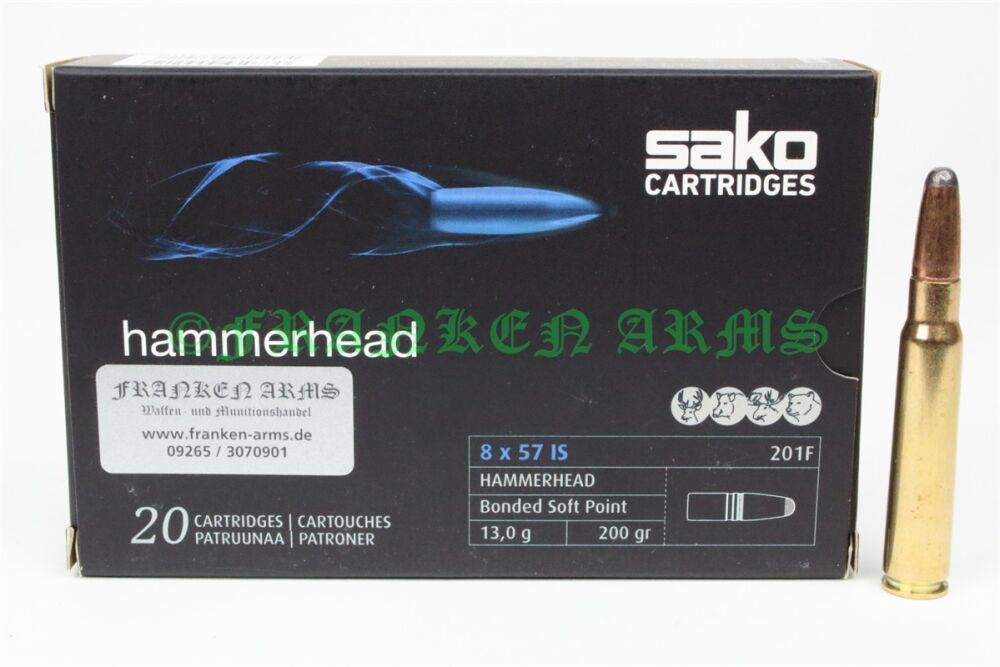 sako
CARTRIDGES
©FRANKEN ARMS
hammerhead
FRANKEN ARMS
Waffen- und Munitionshandel
www.franken-arms.de
09265 / 3070901
8 x 57 IS 201F
HAMMERHEAD
Bonded Soft Point
13,0 g 200 gr
20 CARTRIDGES | CARTOUCHES
PATRUUNAA | PATRONER